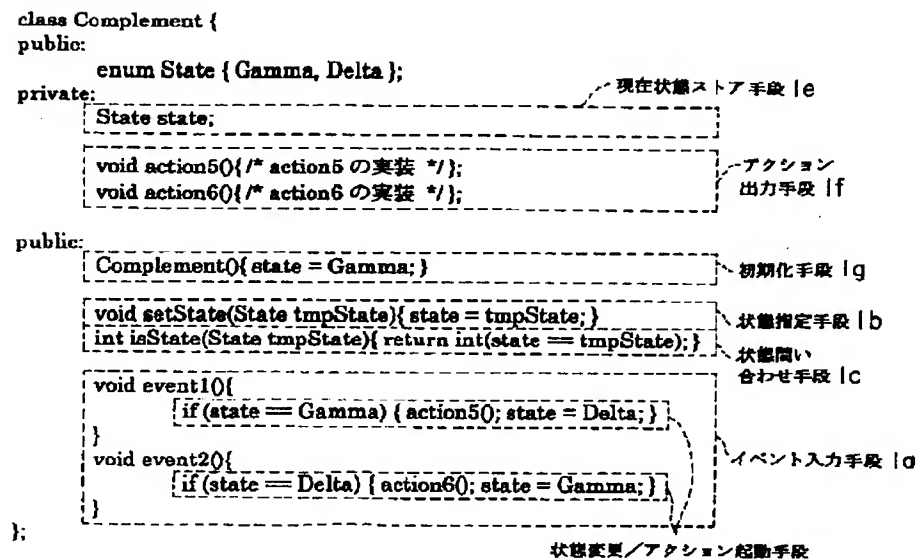 class Complement {
public:
enum State { Gamma, Delta };
private:
現在状態ストア手段 1e
State state;
void action5(){ /* action5 の実装 */};
void action6(){ /* action6 の実装 */};
アクション
出力手段 1f
public:
Complement(){ state = Gamma; }
初期化手段 1g
void setState(State tmpState){ state = tmpState; }
状態指定手段 1b
int isState(State tmpState){ return int(state == tmpState); }
状態問い
合わせ手段 1c
void event1(){
if (state == Gamma) { action5(); state = Delta; }
}
void event2(){
if (state == Delta) { action6(); state = Gamma; }
}
イベント入力手段 1a
};
状態変更/アクション起動手段